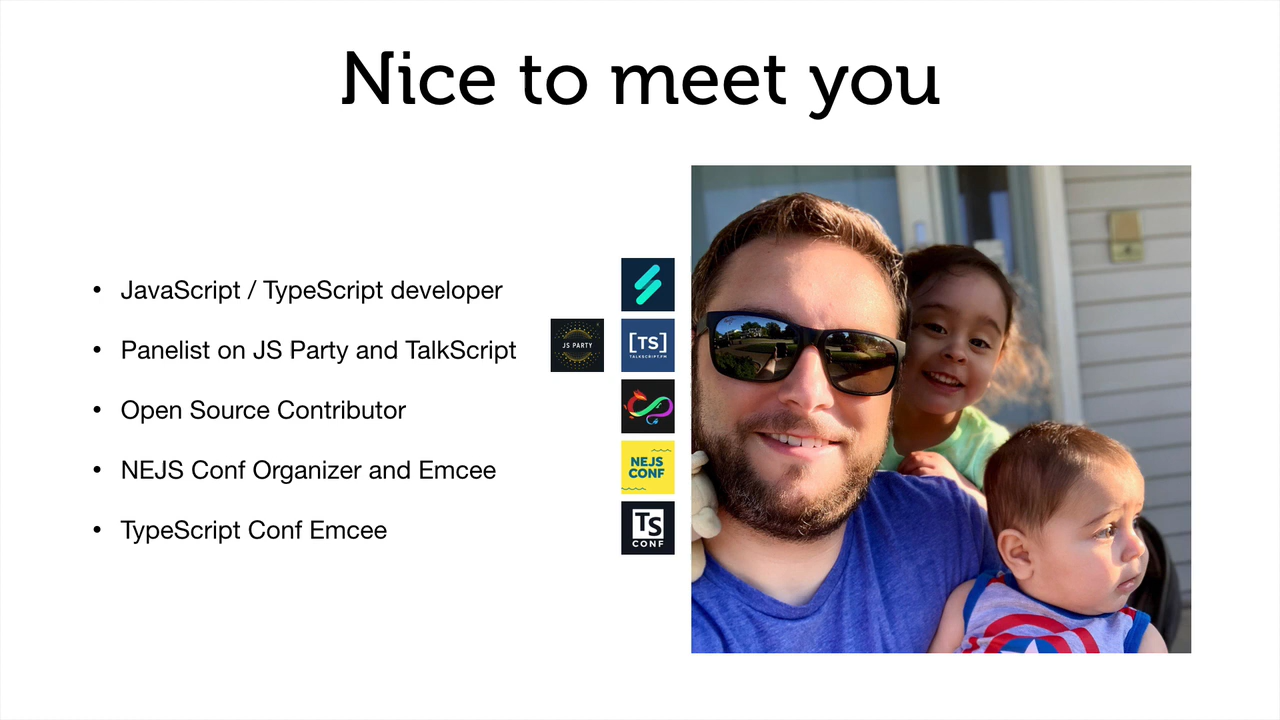 Nice to meet you
• JavaScript / TypeScript developer
• Panelist on JS Party and TalkScript
JS PARTY
[TS]
TALKSCRIPT.FM
• Open Source Contributor
• NEJS Conf Organizer and Emcee
NEJS
CONF
• TypeScript Conf Emcee
TS
CONF